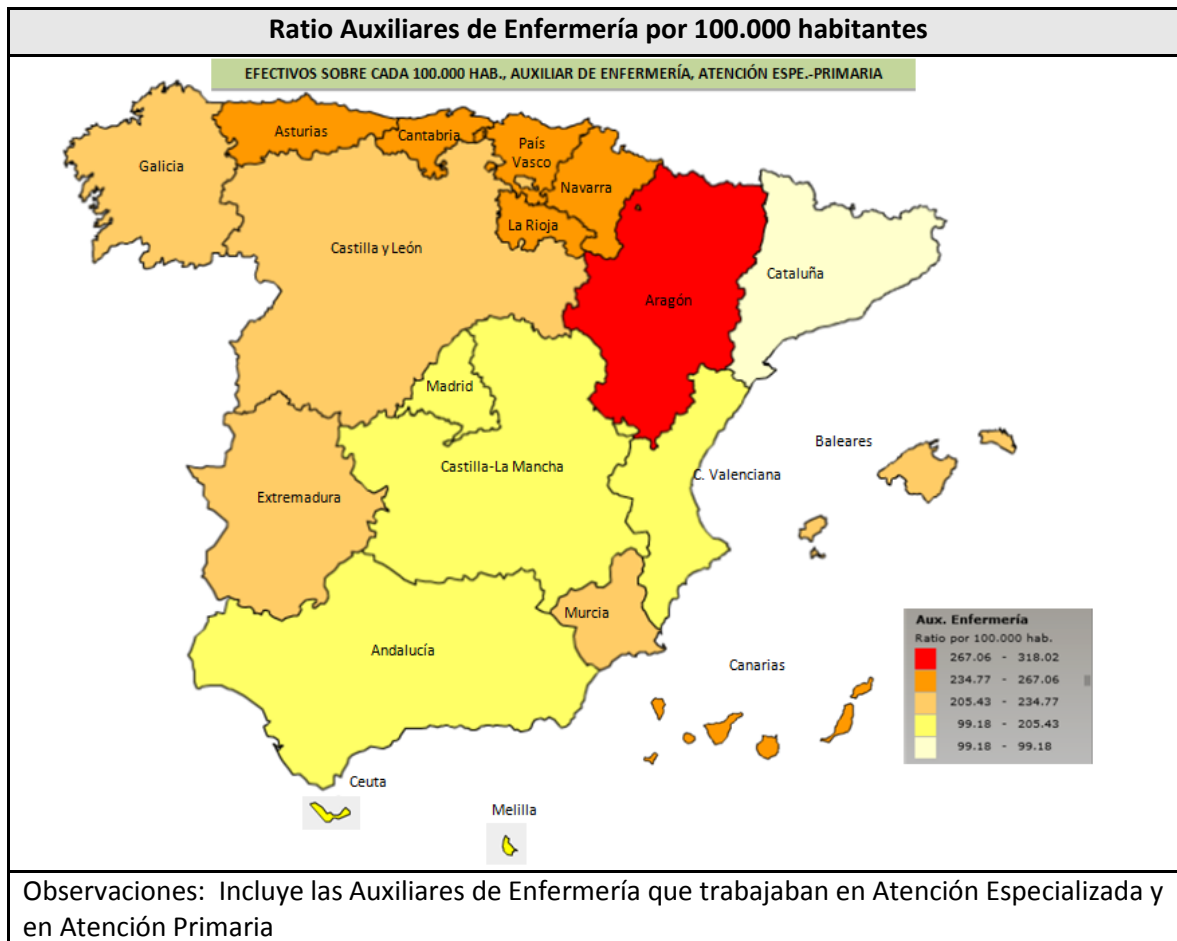 Ratio Auxiliares de Enfermería por 100.000 habitantes
EFECTIVOS SOBRE CADA 100.000 HAB., AUXILIAR DE ENFERMERÍA, ATENCIÓN ESPE.-PRIMARIA
Asturias
Cantabria
País
Vasco
Galicia
Navarra
La Rioja
Castilla y León
Cataluña
Aragón
Madrid
Baleares
Castilla-La Mancha
C. Valenciana
Extremadura
Murcia
Andalucía
Canarias
Ceuta
Melilla
Aux. Enfermería
Ratio por 100.000 hab.
267.06 - 318.02
234.77 - 267.06
205.43 - 234.77
99.18 - 205.43
99.18 - 99.18
Observaciones: Incluye las Auxiliares de Enfermería que trabajaban en Atención Especializada y
en Atención Primaria